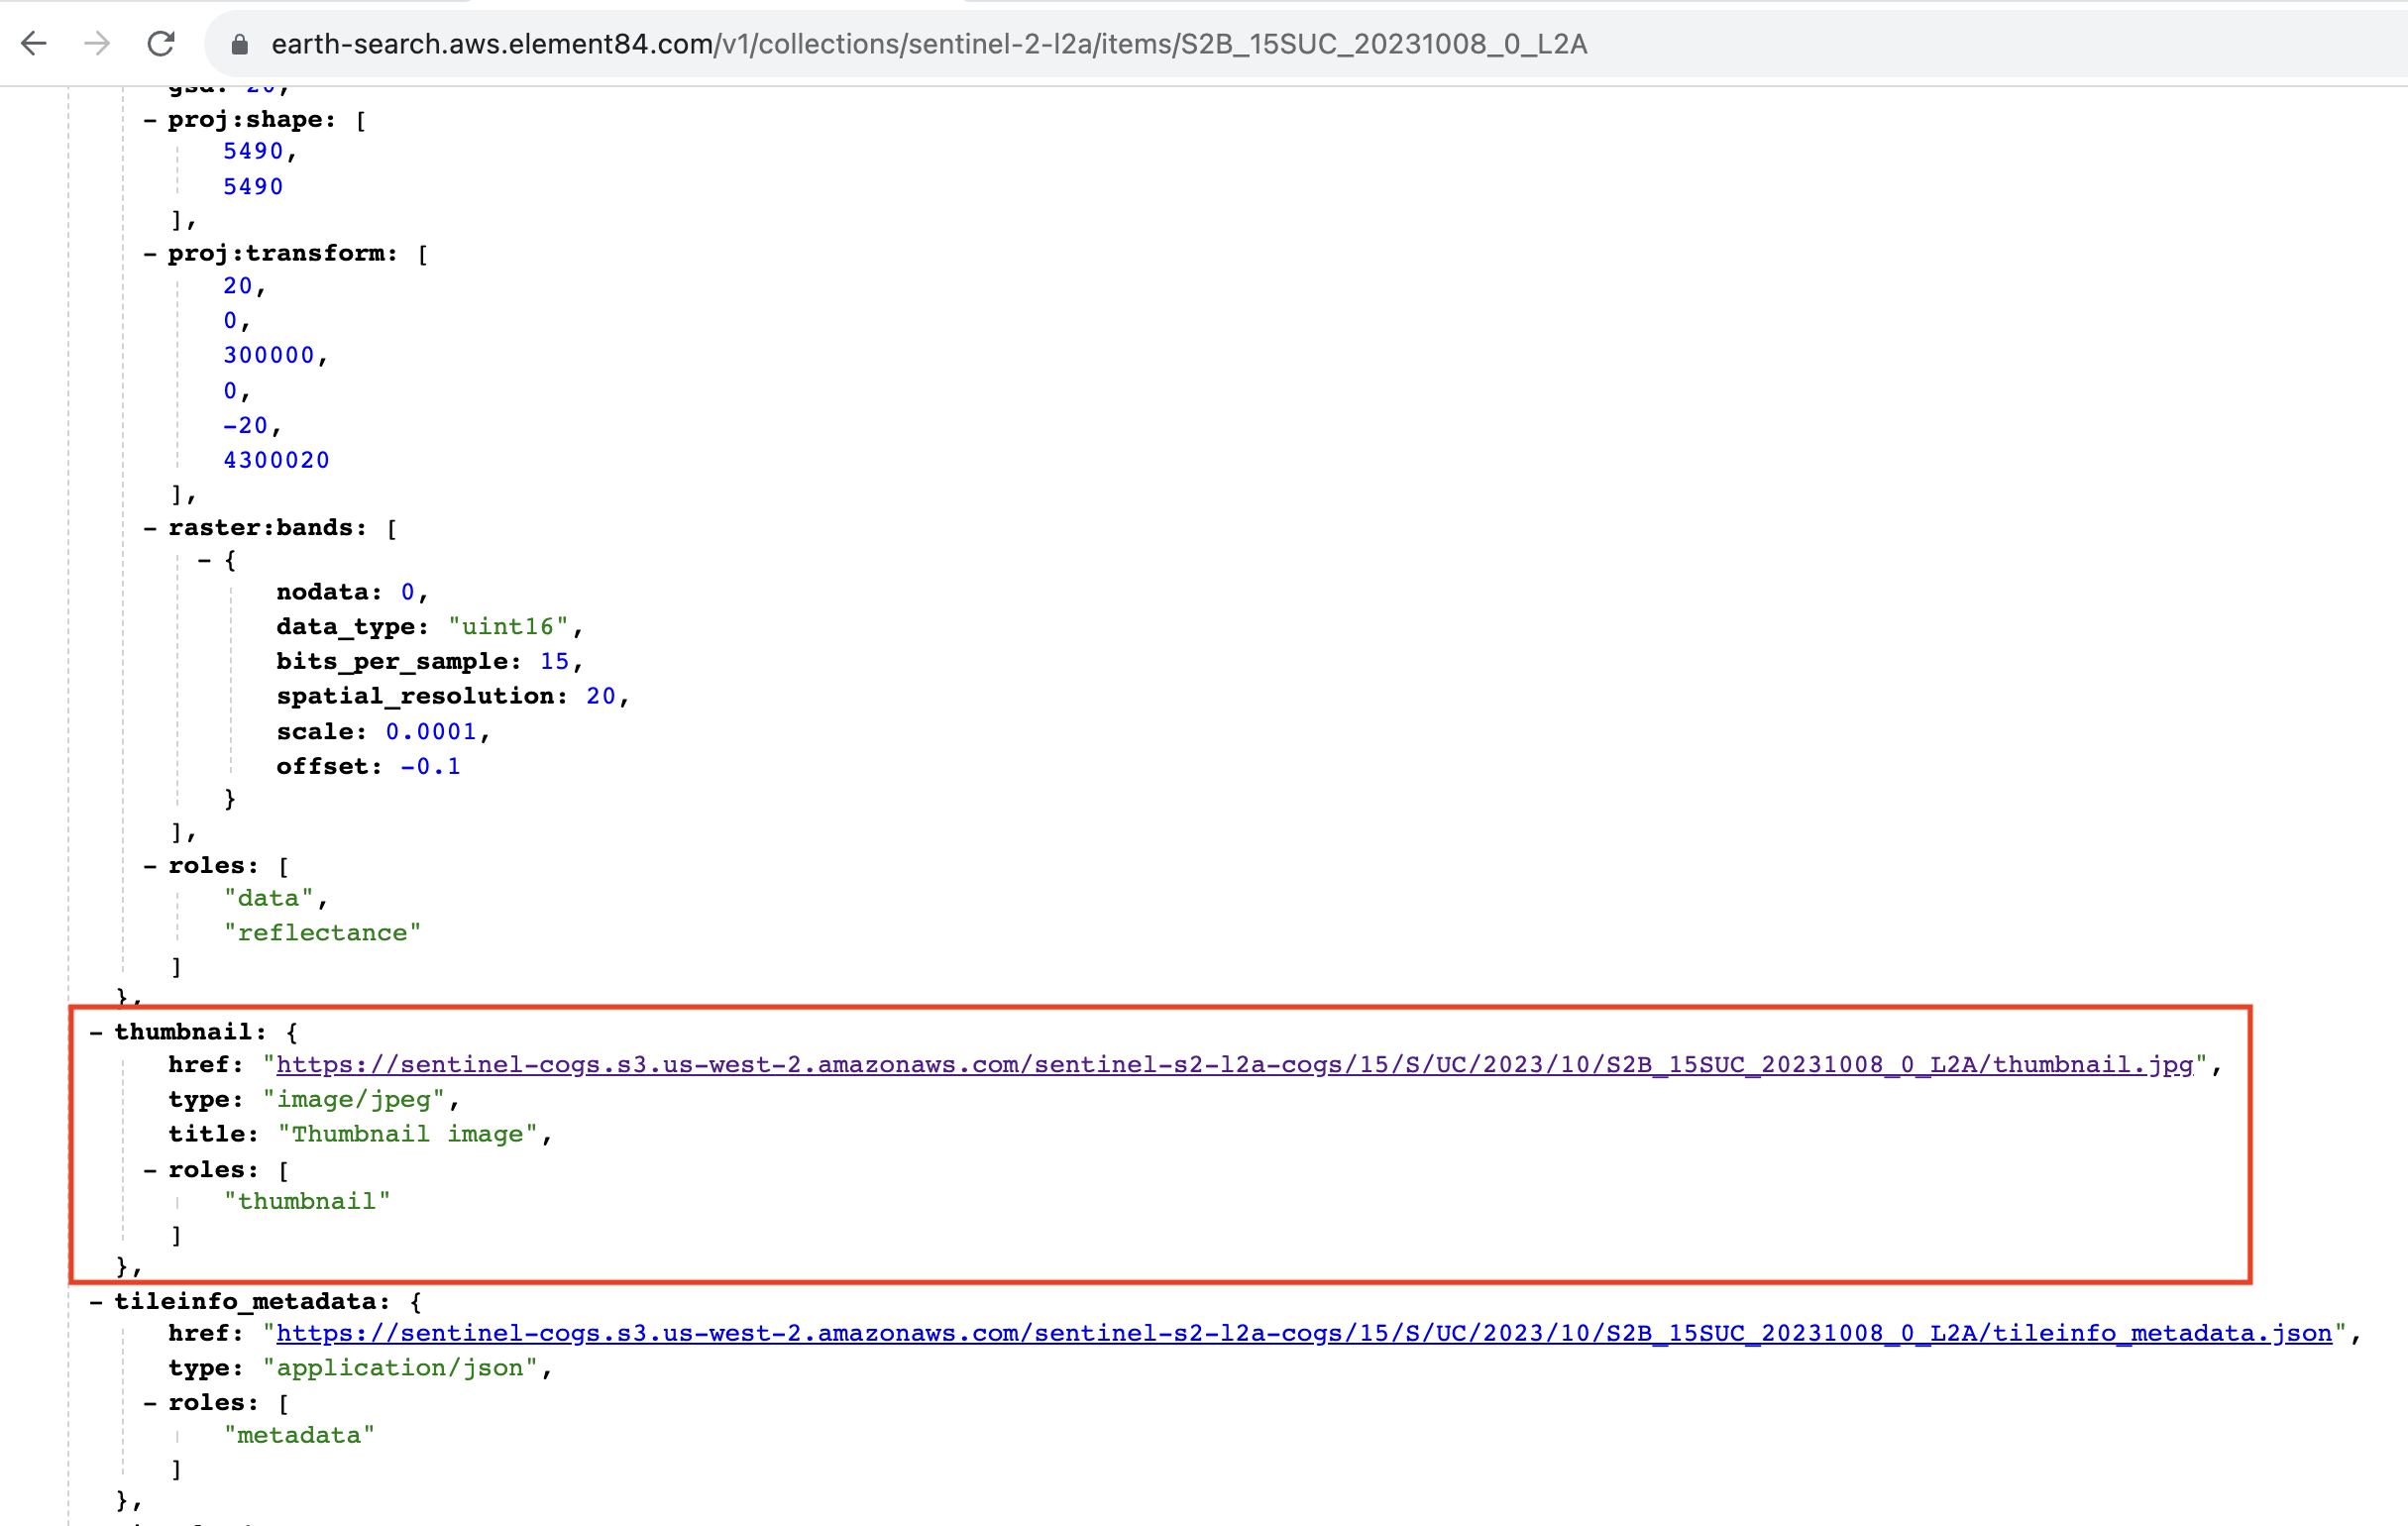 earth-search.aws.element84.com/v1/collections/sentinel-2-l2a/items/S2B_15SUC_20231008_0_L2A
gsd: 20,
– proj:shape: [
5490,
5490
],
– proj:transform: [
20,
0,
300000,
0,
-20,
4300020
],
– raster:bands: [
– {
nodata: 0,
data_type: "uint16",
bits_per_sample: 15,
spatial_resolution: 20,
scale: 0.0001,
offset: -0.1
}
],
– roles: [
"data",
"reflectance"
]
},
– thumbnail: {
href: "https://sentinel-cogs.s3.us-west-2.amazonaws.com/sentinel-s2-l2a-cogs/15/S/UC/2023/10/S2B_15SUC_20231008_0_L2A/thumbnail.jpg",
type: "image/jpeg",
title: "Thumbnail image",
– roles: [
"thumbnail"
]
},
– tileinfo_metadata: {
href: "https://sentinel-cogs.s3.us-west-2.amazonaws.com/sentinel-s2-l2a-cogs/15/S/UC/2023/10/S2B_15SUC_20231008_0_L2A/tileinfo_metadata.json",
type: "application/json",
– roles: [
"metadata"
]
},